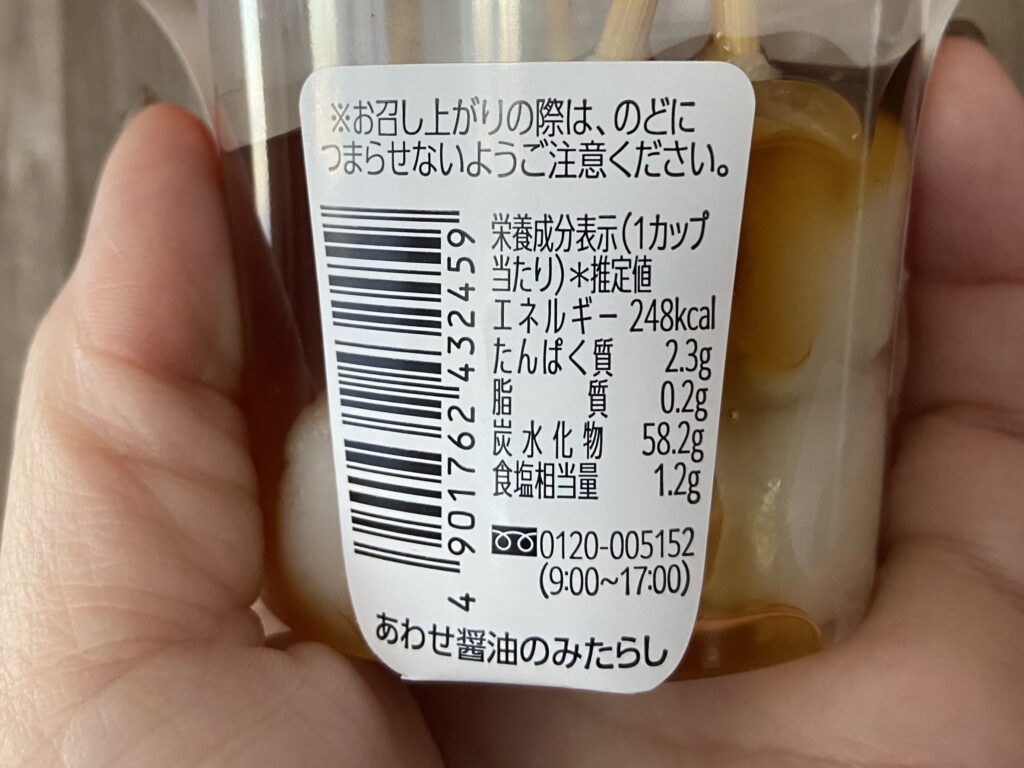 ※お召し上がりの際は、のどに
つまらせないようご注意ください。
栄養成分表示(1カップ
当たり)*推定値
エネルギー 248kcal
たんぱく質 2.3g
脂質 0.2g
炭水化物 58.2g
食塩相当量 1.2g
0120-005152
(9:00~17:00)
4 901762 432459
あわせ醤油のみたらし